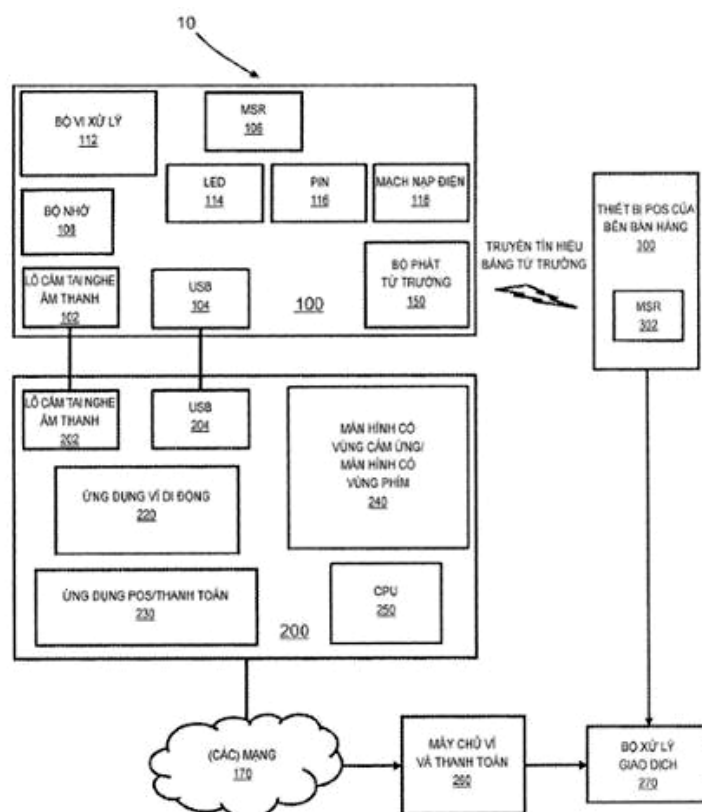 10
BỘ VI XỬ LÝ
112
MSR
106
LED
114
PIN
116
MẠCH NẠP ĐIỆN
118
BỘ NHỚ
108
LỖ CẮM TAI NGHE
ÂM THANH
102
USB
104
100
BỘ PHÁT
TỪ TRƯỜNG
150
TRUYỀN TÍN HIỆU
BẰNG TỪ TRƯỜNG
THIẾT BỊ POS CỦA
BÊN BÁN HÀNG
300
MSR
302
LỖ CẮM TAI NGHE
ÂM THANH
202
USB
204
MÀN HÌNH CÓ
VÙNG CẢM ỨNG/
MÀN HÌNH CÓ
VÙNG PHÍM
240
ỨNG DỤNG VÍ DI ĐỘNG
220
ỨNG DỤNG POS/THANH TOÁN
230
200
CPU
250
(CÁC) MẠNG
170
MÁY CHỦ VÍ
VÀ THANH TOÁN
260
BỘ XỬ LÝ
GIAO DỊCH
270